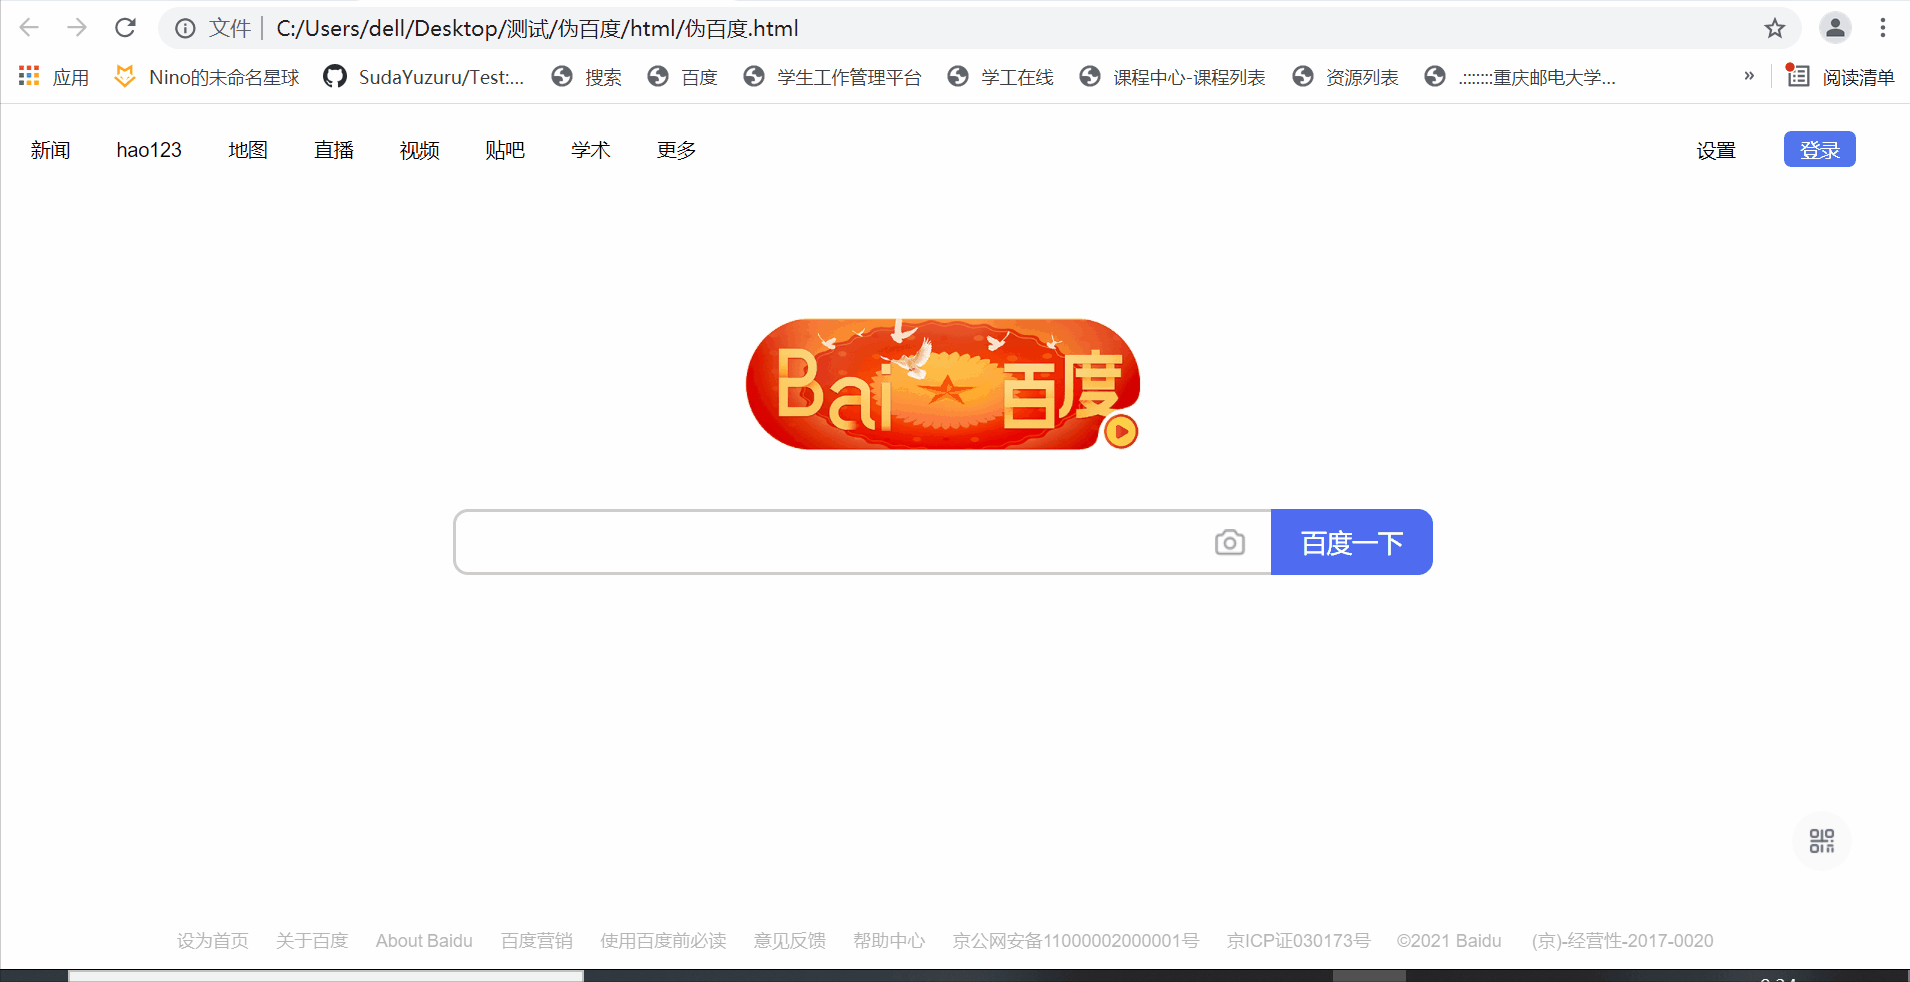 文件 | C:/Users/dell/Desktop/测试/伪百度/html/伪百度.html
应用 Nino的未命名星球 SudaYuzuru/Test:... 搜索 百度 学生工作管理平台 学工在线 课程中心-课程列表 资源列表 .:::::::重庆邮电大学... » 阅读清单
新闻 hao123 地图 直播 视频 贴吧 学术 更多 设置 登录
Bai 百度
百度一下
设为首页 关于百度 About Baidu 百度营销 使用百度前必读 意见反馈 帮助中心 京公网安备11000002000001号 京ICP证030173号 ©2021 Baidu (京)-经营性-2017-0020